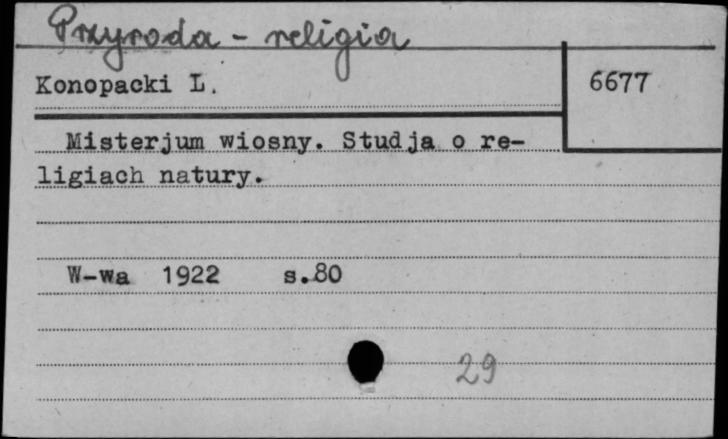 Przyroda - religia
Konopacki L.
6677
Misterjum wiosny. Studja o re-
ligiach natury.
W-wa 1922 s.80
29